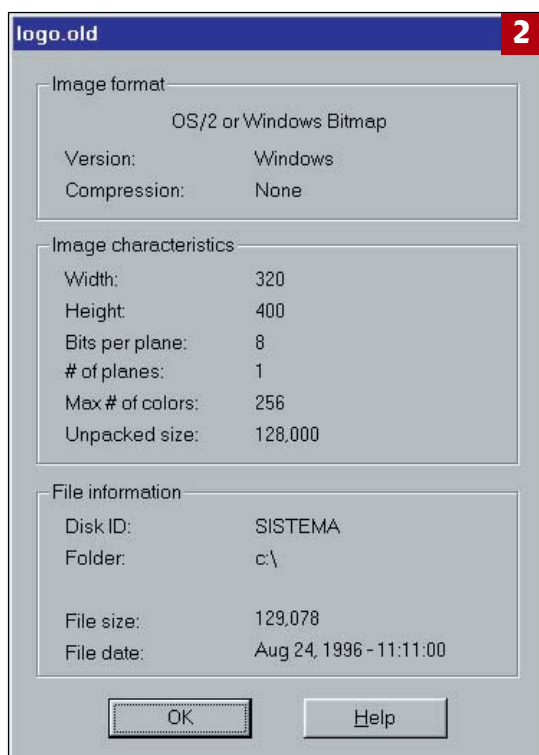 logo.old
2
Image format
OS/2 or Windows Bitmap
Version: Windows
Compression: None
Image characteristics
Width: 320
Height: 400
Bits per plane: 8
# of planes: 1
Max # of colors: 256
Unpacked size: 128,000
File information
Disk ID: SISTEMA
Folder: c:\
File size: 129,078
File date: Aug 24, 1996 - 11:11:00
OK Help